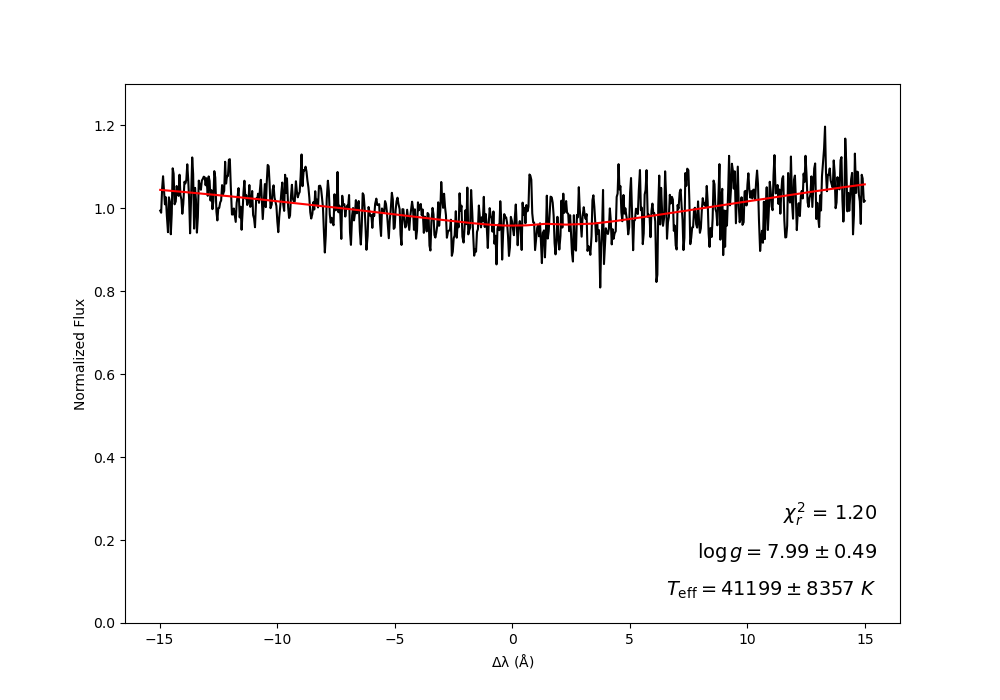 1.2
1.0
0.8
0.6
0.4
0.2
0.0
Normalized Flux
χ²ᵣ = 1.20
log g = 7.99 ± 0.49
T_eff = 41199 ± 8357 K
−15 −10 −5 0 5 10 15
Δλ (Å)